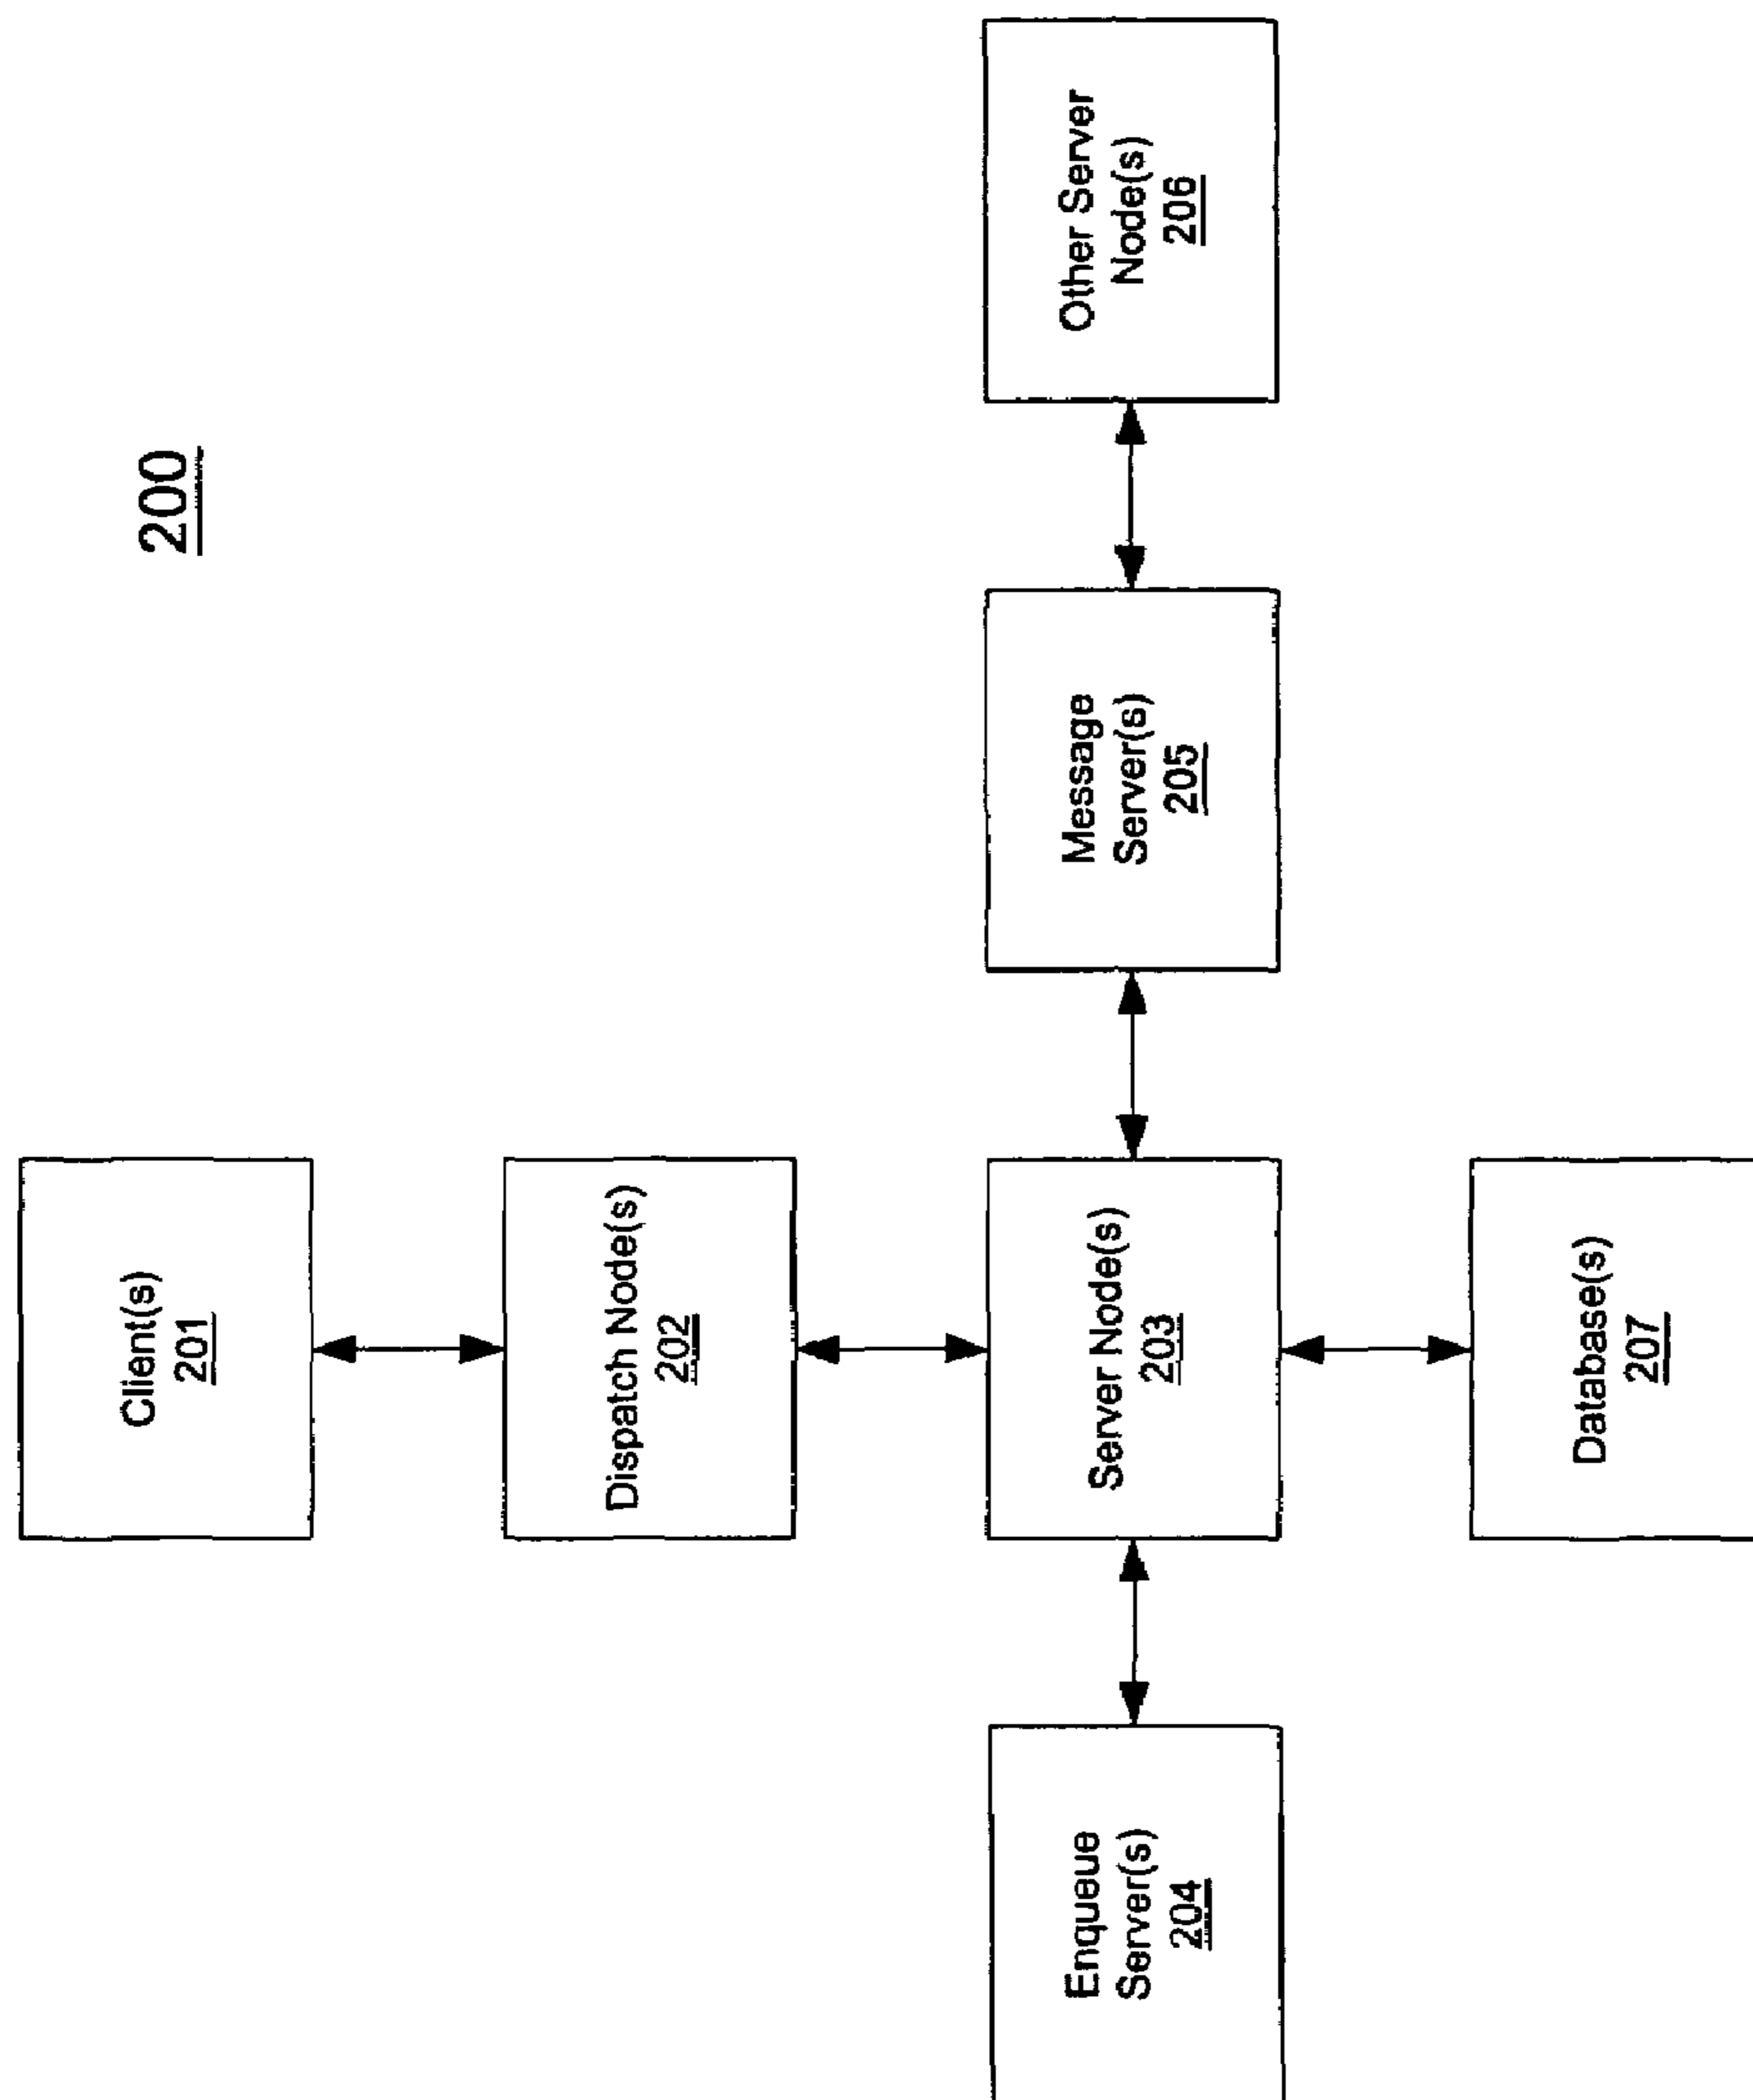 200
Client(s)
201
Dispatch Node(s)
202
Enqueue
Server(s)
204
Server Node(s)
203
Message
Server(s)
205
Other Server
Node(s)
206
Database(s)
207